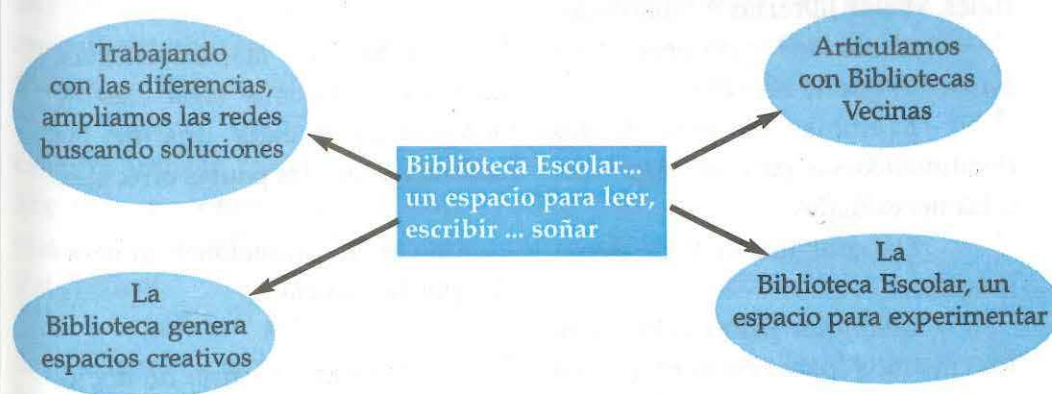 Trabajando
con las diferencias,
ampliamos las redes
buscando soluciones
Articulamos
con Bibliotecas
Vecinas
Biblioteca Escolar...
un espacio para leer,
escribir ... soñar
La
Biblioteca genera
espacios creativos
La
Biblioteca Escolar, un
espacio para experimentar